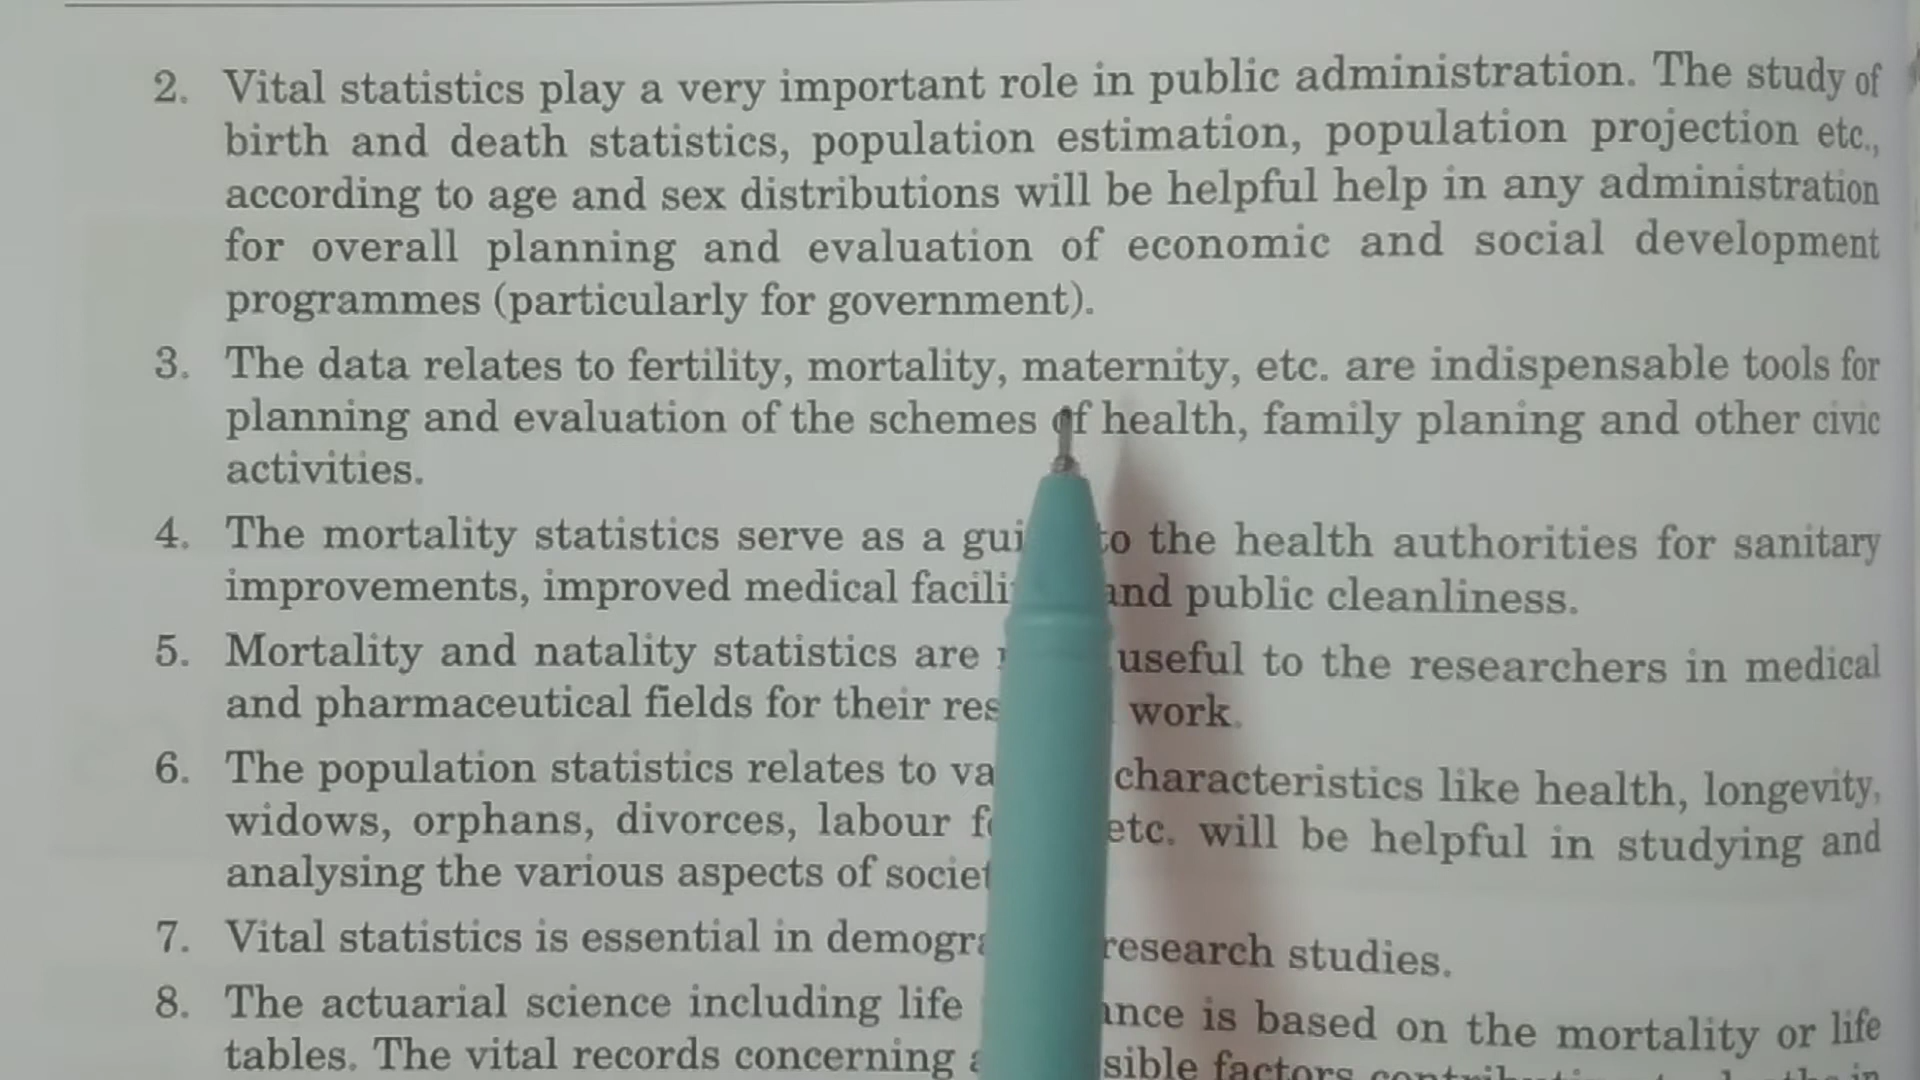 2. Vital statistics play a very important role in public administration. The study of
birth and death statistics, population estimation, population projection etc.,
according to age and sex distributions will be helpful help in any administration
for overall planning and evaluation of economic and social development
programmes (particularly for government).
3. The data relates to fertility, mortality, maternity, etc. are indispensable tools for
planning and evaluation of the schemes of health, family planing and other civic
activities.
4. The mortality statistics serve as a to the health authorities for sanitary
improvements, improved medical and public cleanliness.
5. Mortality and natality statistics are useful to the researchers in medical
and pharmaceutical fields for their work.
6. The population statistics relates to characteristics like health, longevity,
widows, orphans, divorces, labour etc. will be helpful in studying and
analysing the various aspects of
7. Vital statistics is essential in research studies.
8. The actuarial science including life is based on the mortality or life
tables. The vital records concerning factors